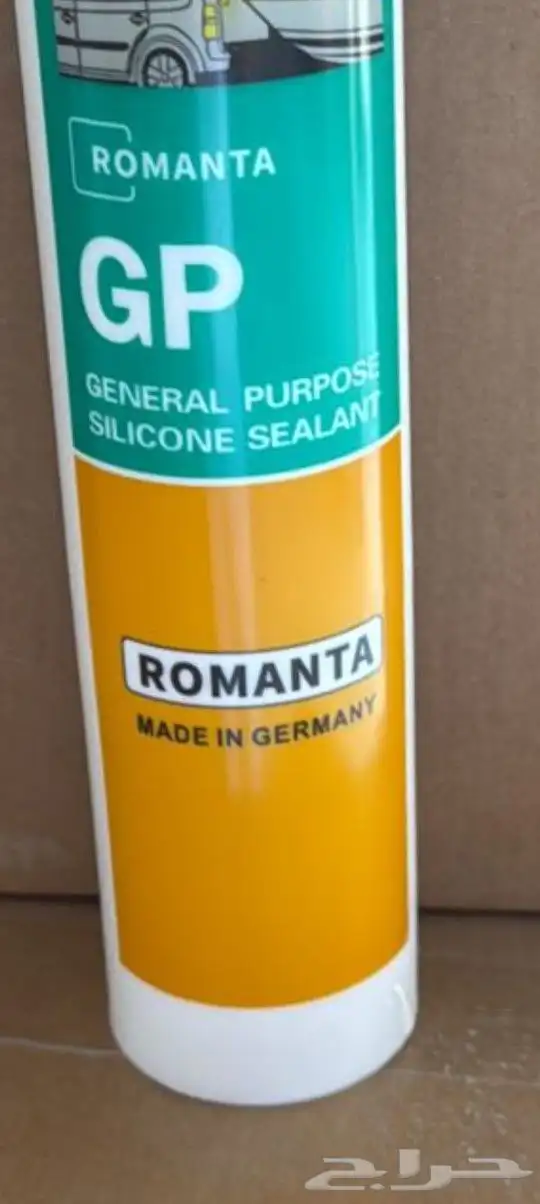 ROMANTA
GP
GENERAL PURPOSE
SILICONE SEALANT
ROMANTA
MADE IN GERMANY
حراج